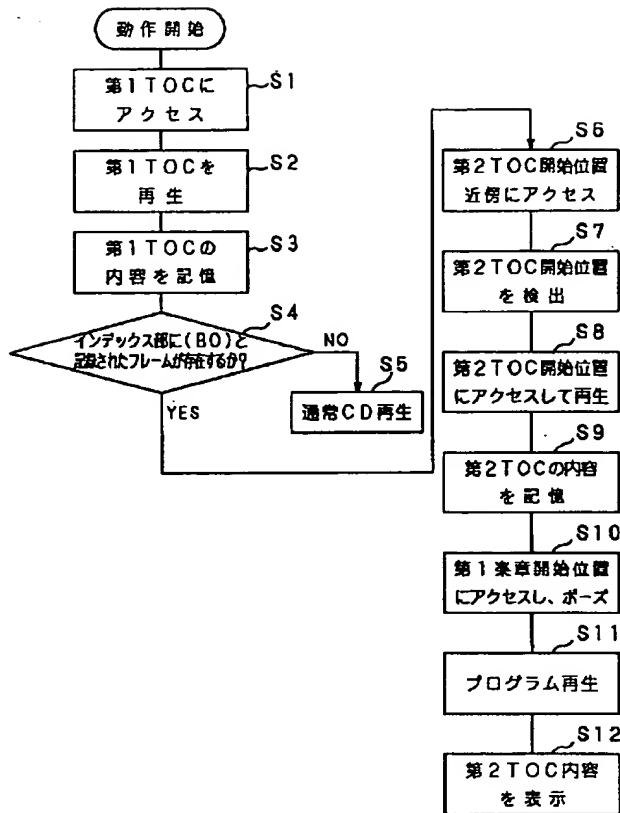 動作開始
S1
第1TOCに
アクセス
S2
第1TOCを
再生
S3
第1TOCの
内容を記憶
S4
インデックス部に(BO)と
記録されたフレームが存在するか?
NO
YES
S5
通常CD再生
S6
第2TOC開始位置
近傍にアクセス
S7
第2TOC開始位置
を検出
S8
第2TOC開始位置
にアクセスして再生
S9
第2TOCの内容
を記憶
S10
第1楽章開始位置
にアクセスし、ポーズ
S11
プログラム再生
S12
第2TOC内容
を表示